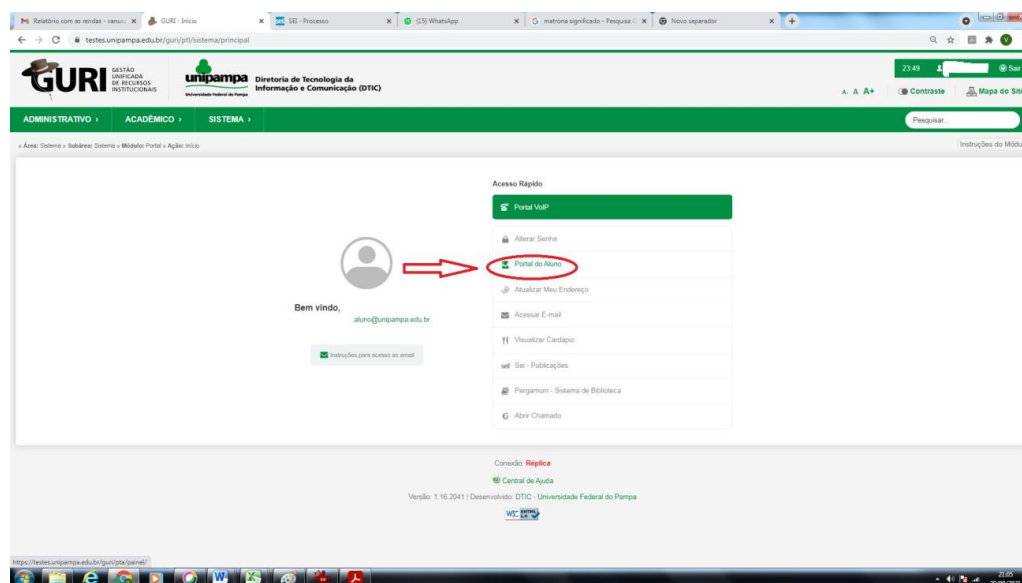 Relatório com as rendas - vanusc
GURI - Início
SEI - Processo
(15) WhatsApp
matrona significado - Pesquisa
Novo separador
testes.unipampa.edu.br/guri/ptl/sistema/principal
GURI
GESTÃO
UNIFICADA
DE RECURSOS
INSTITUCIONAIS
unipampa
Universidade Federal do Pampa
Diretoria de Tecnologia da
Informação e Comunicação (DTIC)
23:49
Sair
A- A A+
Contraste
Mapa do Site
ADMINISTRATIVO ›
ACADÊMICO ›
SISTEMA ›
Pesquisar...
» Área: Sistema » Subárea: Sistema » Módulo: Portal » Ação: Início
Instruções do Módu
Acesso Rápido
Portal VoIP
Alterar Senha
Portal do Aluno
Atualizar Meu Endereço
Acessar E-mail
Visualizar Cardápio
sei! Sei - Publicações
Pergamum - Sistema de Biblioteca
Abrir Chamado
Bem vindo,
aluno@unipampa.edu.br
Instruções para acesso ao email
Conexão: Réplica
Central de Ajuda
Versão: 1.16.2041 | Desenvolvido: DTIC - Universidade Federal do Pampa
W3C
https://testes.unipampa.edu.br/guri/pta/painel/
21:05